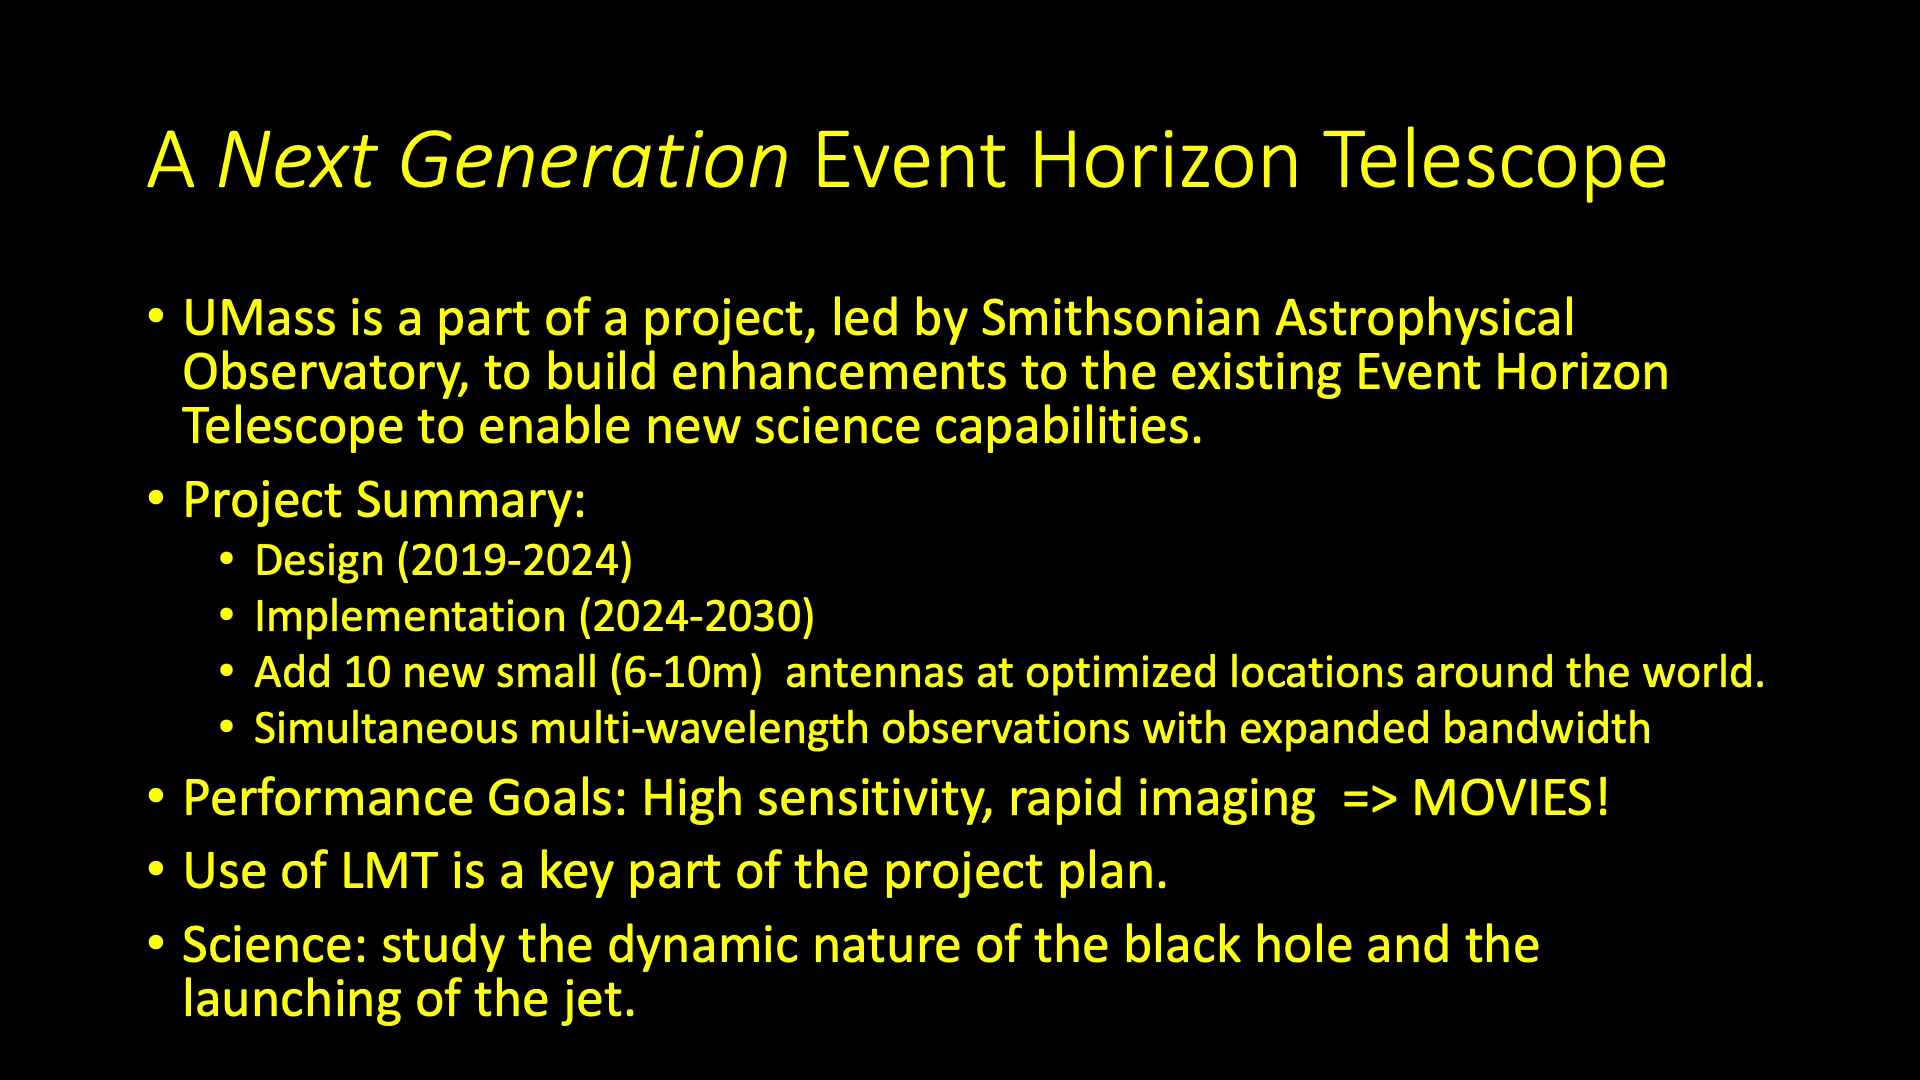 A Next Generation Event Horizon Telescope
• UMass is a part of a project, led by Smithsonian Astrophysical
Observatory, to build enhancements to the existing Event Horizon
Telescope to enable new science capabilities.
• Project Summary:
• Design (2019-2024)
• Implementation (2024-2030)
• Add 10 new small (6-10m)  antennas at optimized locations around the world.
• Simultaneous multi-wavelength observations with expanded bandwidth
• Performance Goals: High sensitivity, rapid imaging  => MOVIES!
• Use of LMT is a key part of the project plan.
• Science: study the dynamic nature of the black hole and the
launching of the jet.